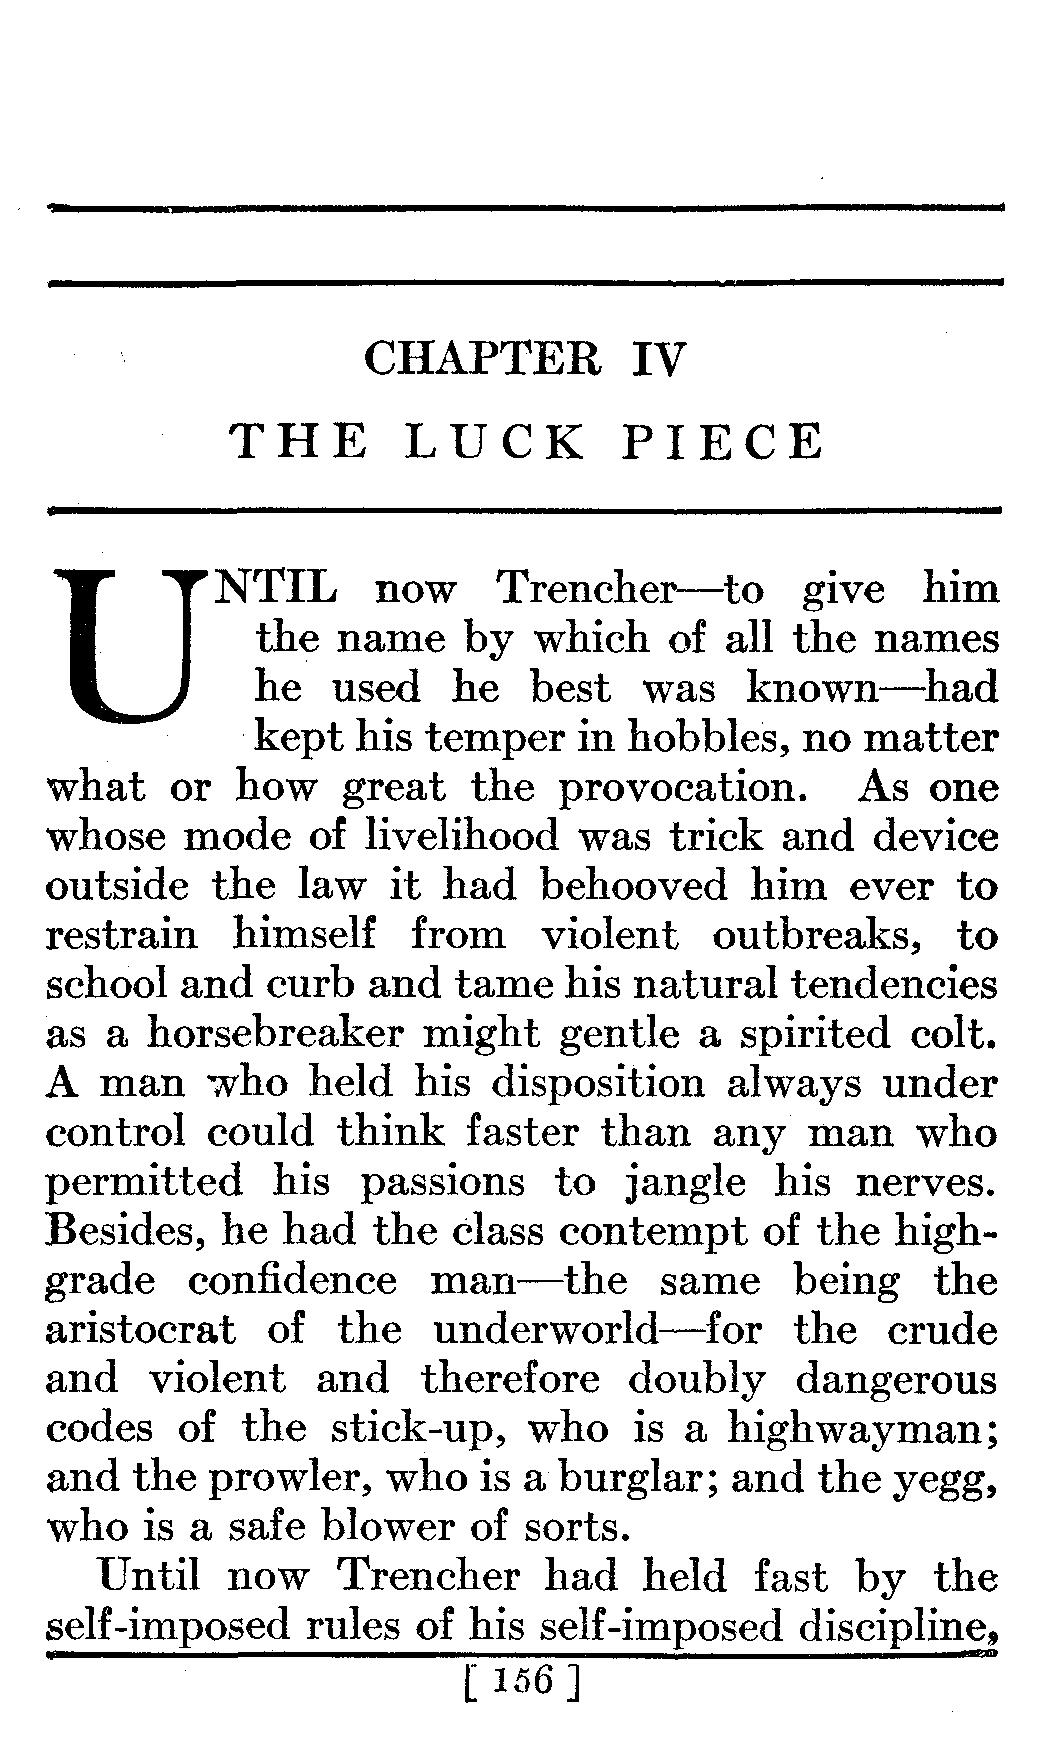 CHAPTER IV
THE LUCK PIECE
UNTIL now Trencher—to give him
the name by which of all the names
he used he best was known—had
kept his temper in hobbles, no matter
what or how great the provocation. As one
whose mode of livelihood was trick and device
outside the law it had behooved him ever to
restrain himself from violent outbreaks, to
school and curb and tame his natural tendencies
as a horsebreaker might gentle a spirited colt.
A man who held his disposition always under
control could think faster than any man who
permitted his passions to jangle his nerves.
Besides, he had the class contempt of the high-
grade confidence man—the same being the
aristocrat of the underworld—for the crude
and violent and therefore doubly dangerous
codes of the stick-up, who is a highwayman;
and the prowler, who is a burglar; and the yegg,
who is a safe blower of sorts.
Until now Trencher had held fast by the
self-imposed rules of his self-imposed discipline,
[ 156 ]